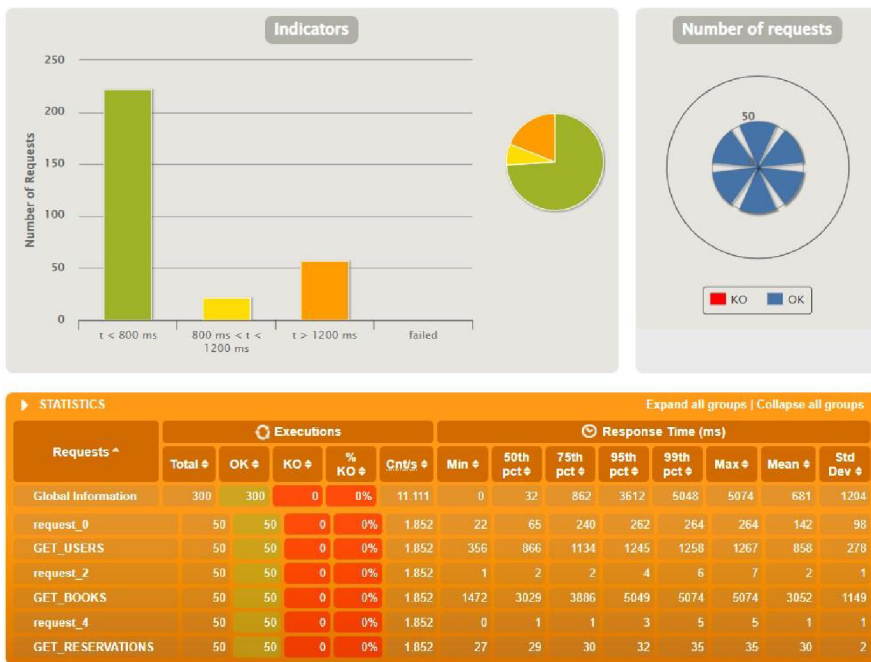 Indicators
Number of requests
250
200
150
100
50
0
Number of Requests
t < 800 ms
800 ms < t <
1200 ms
t > 1200 ms
failed
50
KO OK
STATISTICS Expand all groups | Collapse all groups
Requests Executions Response Time (ms)
Total OK KO % KO Cnt/s Min 50th pct 75th pct 95th pct 99th pct Max Mean Std Dev
Global Information 300 300 0 0% 11.111 0 32 862 3612 5048 5074 681 1204
request_0 50 50 0 0% 1.852 22 65 240 262 264 264 142 98
GET_USERS 50 50 0 0% 1.852 356 866 1134 1245 1258 1267 858 278
request_2 50 50 0 0% 1.852 1 2 2 4 6 7 2 1
GET_BOOKS 50 50 0 0% 1.852 1472 3029 3886 5049 5074 5074 3052 1149
request_4 50 50 0 0% 1.852 0 1 1 3 5 5 1 1
GET_RESERVATIONS 50 50 0 0% 1.852 27 29 30 32 35 35 30 2